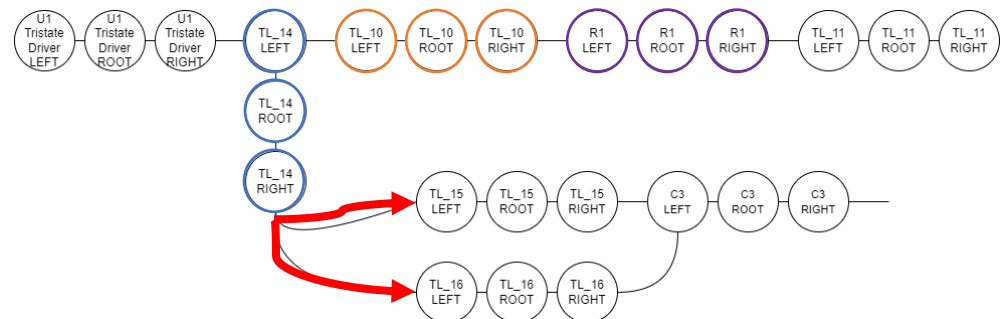 U1
Tristate
Driver
LEFT
U1
Tristate
Driver
ROOT
U1
Tristate
Driver
RIGHT
TL_14
LEFT
TL_10
LEFT
TL_10
ROOT
TL_10
RIGHT
R1
LEFT
R1
ROOT
R1
RIGHT
TL_11
LEFT
TL_11
ROOT
TL_11
RIGHT
TL_14
ROOT
TL_14
RIGHT
TL_15
LEFT
TL_15
ROOT
TL_15
RIGHT
C3
LEFT
C3
ROOT
C3
RIGHT
TL_16
LEFT
TL_16
ROOT
TL_16
RIGHT